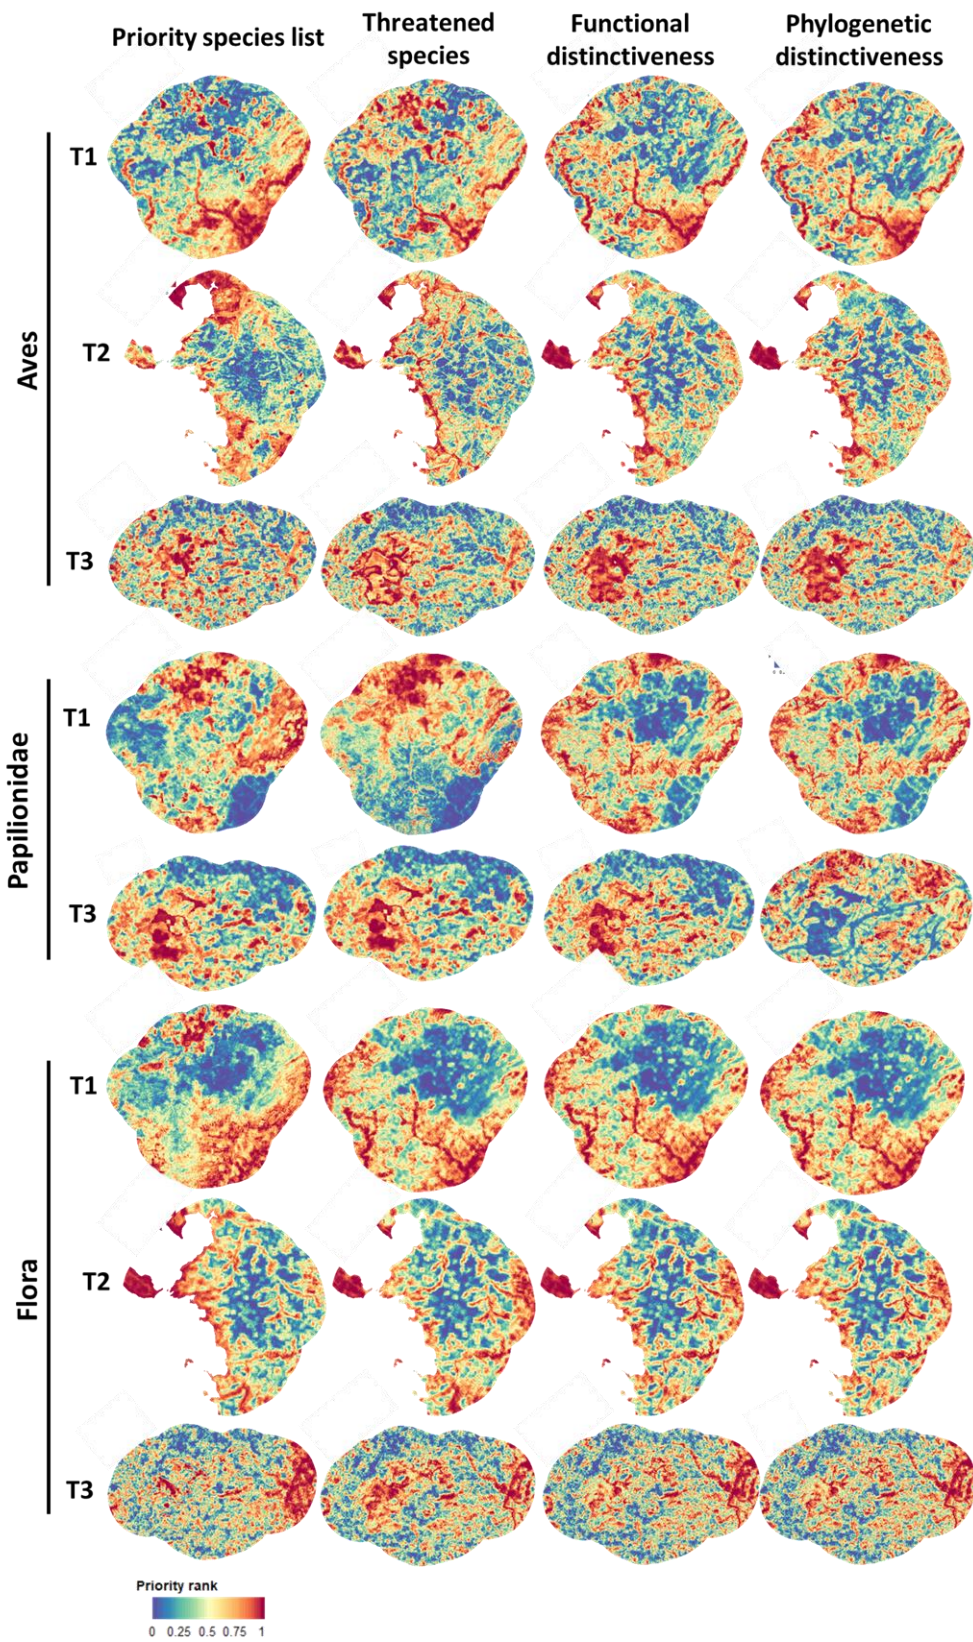 Priority species list
Threatened
species
Functional
distinctiveness
Phylogenetic
distinctiveness
Aves
T1
T2
T3
Papilionidae
T1
T3
Flora
T1
T2
T3
Priority rank
0 0.25 0.5 0.75 1